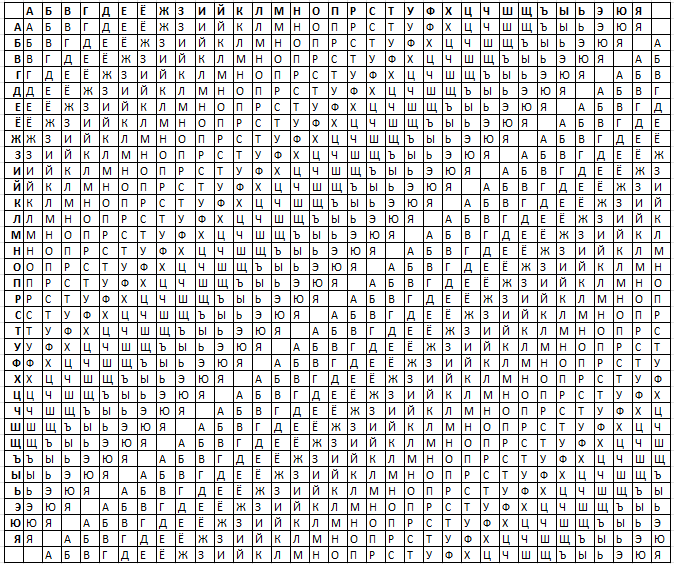 А Б В Г Д Е Ё Ж З И Й К Л М Н О П Р С Т У Ф Х Ц Ч Ш Щ Ъ Ы Ь Э Ю Я
А А Б В Г Д Е Ё Ж З И Й К Л М Н О П Р С Т У Ф Х Ц Ч Ш Щ Ъ Ы Ь Э Ю Я
Б Б В Г Д Е Ё Ж З И Й К Л М Н О П Р С Т У Ф Х Ц Ч Ш Щ Ъ Ы Ь Э Ю Я А
В В Г Д Е Ё Ж З И Й К Л М Н О П Р С Т У Ф Х Ц Ч Ш Щ Ъ Ы Ь Э Ю Я А Б
Г Г Д Е Ё Ж З И Й К Л М Н О П Р С Т У Ф Х Ц Ч Ш Щ Ъ Ы Ь Э Ю Я А Б В
Д Д Е Ё Ж З И Й К Л М Н О П Р С Т У Ф Х Ц Ч Ш Щ Ъ Ы Ь Э Ю Я А Б В Г
Е Е Ё Ж З И Й К Л М Н О П Р С Т У Ф Х Ц Ч Ш Щ Ъ Ы Ь Э Ю Я А Б В Г Д
Ё Ё Ж З И Й К Л М Н О П Р С Т У Ф Х Ц Ч Ш Щ Ъ Ы Ь Э Ю Я А Б В Г Д Е
Ж Ж З И Й К Л М Н О П Р С Т У Ф Х Ц Ч Ш Щ Ъ Ы Ь Э Ю Я А Б В Г Д Е Ё
З З И Й К Л М Н О П Р С Т У Ф Х Ц Ч Ш Щ Ъ Ы Ь Э Ю Я А Б В Г Д Е Ё Ж
И И Й К Л М Н О П Р С Т У Ф Х Ц Ч Ш Щ Ъ Ы Ь Э Ю Я А Б В Г Д Е Ё Ж З
Й Й К Л М Н О П Р С Т У Ф Х Ц Ч Ш Щ Ъ Ы Ь Э Ю Я А Б В Г Д Е Ё Ж З И
К К Л М Н О П Р С Т У Ф Х Ц Ч Ш Щ Ъ Ы Ь Э Ю Я А Б В Г Д Е Ё Ж З И Й
Л Л М Н О П Р С Т У Ф Х Ц Ч Ш Щ Ъ Ы Ь Э Ю Я А Б В Г Д Е Ё Ж З И Й К
М М Н О П Р С Т У Ф Х Ц Ч Ш Щ Ъ Ы Ь Э Ю Я А Б В Г Д Е Ё Ж З И Й К Л
Н Н О П Р С Т У Ф Х Ц Ч Ш Щ Ъ Ы Ь Э Ю Я А Б В Г Д Е Ё Ж З И Й К Л М
О О П Р С Т У Ф Х Ц Ч Ш Щ Ъ Ы Ь Э Ю Я А Б В Г Д Е Ё Ж З И Й К Л М Н
П П Р С Т У Ф Х Ц Ч Ш Щ Ъ Ы Ь Э Ю Я А Б В Г Д Е Ё Ж З И Й К Л М Н О
Р Р С Т У Ф Х Ц Ч Ш Щ Ъ Ы Ь Э Ю Я А Б В Г Д Е Ё Ж З И Й К Л М Н О П
С С Т У Ф Х Ц Ч Ш Щ Ъ Ы Ь Э Ю Я А Б В Г Д Е Ё Ж З И Й К Л М Н О П Р
Т Т У Ф Х Ц Ч Ш Щ Ъ Ы Ь Э Ю Я А Б В Г Д Е Ё Ж З И Й К Л М Н О П Р С
У У Ф Х Ц Ч Ш Щ Ъ Ы Ь Э Ю Я А Б В Г Д Е Ё Ж З И Й К Л М Н О П Р С Т
Ф Ф Х Ц Ч Ш Щ Ъ Ы Ь Э Ю Я А Б В Г Д Е Ё Ж З И Й К Л М Н О П Р С Т У
Х Х Ц Ч Ш Щ Ъ Ы Ь Э Ю Я А Б В Г Д Е Ё Ж З И Й К Л М Н О П Р С Т У Ф
Ц Ц Ч Ш Щ Ъ Ы Ь Э Ю Я А Б В Г Д Е Ё Ж З И Й К Л М Н О П Р С Т У Ф Х
Ч Ч Ш Щ Ъ Ы Ь Э Ю Я А Б В Г Д Е Ё Ж З И Й К Л М Н О П Р С Т У Ф Х Ц
Ш Ш Щ Ъ Ы Ь Э Ю Я А Б В Г Д Е Ё Ж З И Й К Л М Н О П Р С Т У Ф Х Ц Ч
Щ Щ Ъ Ы Ь Э Ю Я А Б В Г Д Е Ё Ж З И Й К Л М Н О П Р С Т У Ф Х Ц Ч Ш
Ъ Ъ Ы Ь Э Ю Я А Б В Г Д Е Ё Ж З И Й К Л М Н О П Р С Т У Ф Х Ц Ч Ш Щ
Ы Ы Ь Э Ю Я А Б В Г Д Е Ё Ж З И Й К Л М Н О П Р С Т У Ф Х Ц Ч Ш Щ Ъ
Ь Ь Э Ю Я А Б В Г Д Е Ё Ж З И Й К Л М Н О П Р С Т У Ф Х Ц Ч Ш Щ Ъ Ы
Э Э Ю Я А Б В Г Д Е Ё Ж З И Й К Л М Н О П Р С Т У Ф Х Ц Ч Ш Щ Ъ Ы Ь
Ю Ю Я А Б В Г Д Е Ё Ж З И Й К Л М Н О П Р С Т У Ф Х Ц Ч Ш Щ Ъ Ы Ь Э
Я Я А Б В Г Д Е Ё Ж З И Й К Л М Н О П Р С Т У Ф Х Ц Ч Ш Щ Ъ Ы Ь Э Ю
А Б В Г Д Е Ё Ж З И Й К Л М Н О П Р С Т У Ф Х Ц Ч Ш Щ Ъ Ы Ь Э Ю Я